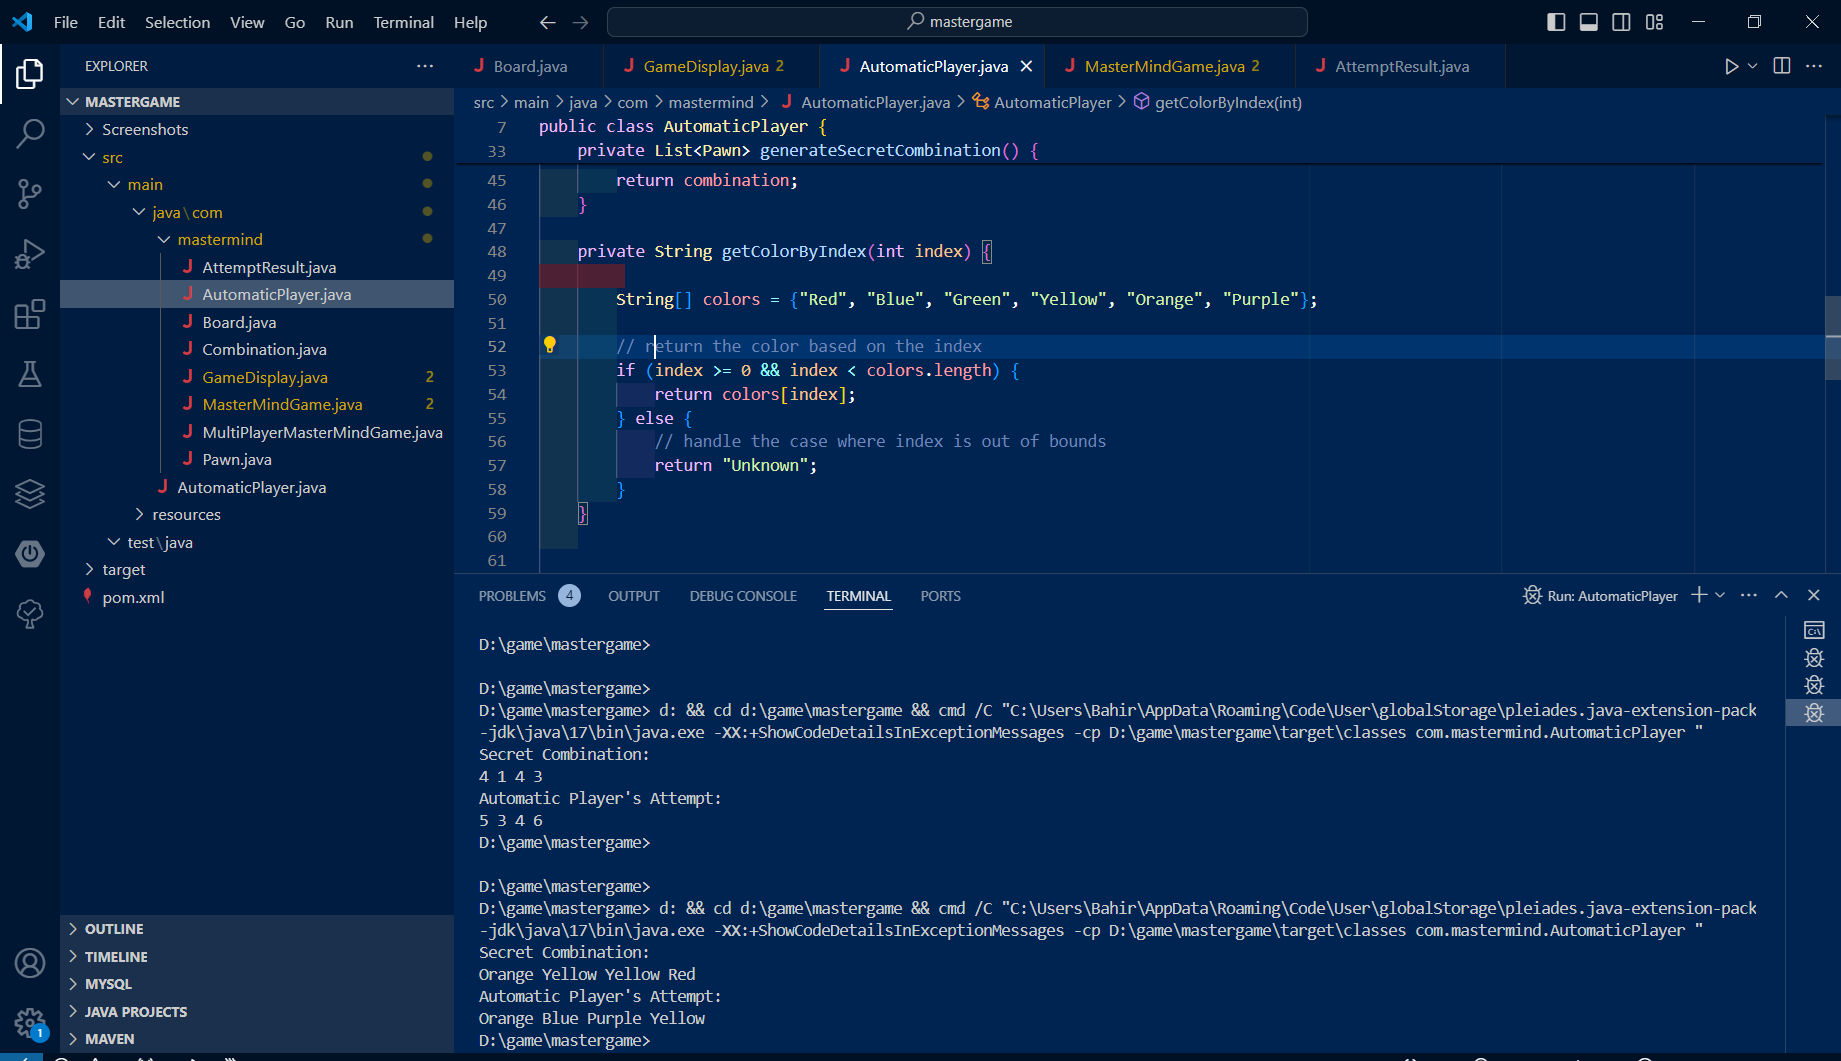 File Edit Selection View Go Run Terminal Help
mastergame
EXPLORER
MASTERGAME
Screenshots
src
main
java\com
mastermind
AttemptResult.java
AutomaticPlayer.java
Board.java
Combination.java
GameDisplay.java 2
MasterMindGame.java 2
MultiPlayerMasterMindGame.java
Pawn.java
AutomaticPlayer.java
resources
test\java
target
pom.xml
OUTLINE
TIMELINE
MYSQL
JAVA PROJECTS
MAVEN
1
Board.java GameDisplay.java 2 AutomaticPlayer.java MasterMindGame.java 2 AttemptResult.java
src > main > java > com > mastermind > AutomaticPlayer.java > AutomaticPlayer > getColorByIndex(int)
7 public class AutomaticPlayer {
33 private List<Pawn> generateSecretCombination() {
45 return combination;
46 }
47
48 private String getColorByIndex(int index) {
49
50 String[] colors = {"Red", "Blue", "Green", "Yellow", "Orange", "Purple"};
51
52 // return the color based on the index
53 if (index >= 0 && index < colors.length) {
54 return colors[index];
55 } else {
56 // handle the case where index is out of bounds
57 return "Unknown";
58 }
59 }
60
61
PROBLEMS 4 OUTPUT DEBUG CONSOLE TERMINAL PORTS
Run: AutomaticPlayer
D:\game\mastergame>
D:\game\mastergame>
D:\game\mastergame> d: && cd d:\game\mastergame && cmd /C "C:\Users\Bahir\AppData\Roaming\Code\User\globalStorage\pleiades.java-extension-pack
-jdk\java\17\bin\java.exe -XX:+ShowCodeDetailsInExceptionMessages -cp D:\game\mastergame\target\classes com.mastermind.AutomaticPlayer "
Secret Combination:
4 1 4 3
Automatic Player's Attempt:
5 3 4 6
D:\game\mastergame>
D:\game\mastergame>
D:\game\mastergame> d: && cd d:\game\mastergame && cmd /C "C:\Users\Bahir\AppData\Roaming\Code\User\globalStorage\pleiades.java-extension-pack
-jdk\java\17\bin\java.exe -XX:+ShowCodeDetailsInExceptionMessages -cp D:\game\mastergame\target\classes com.mastermind.AutomaticPlayer "
Secret Combination:
Orange Yellow Yellow Red
Automatic Player's Attempt:
Orange Blue Purple Yellow
D:\game\mastergame>